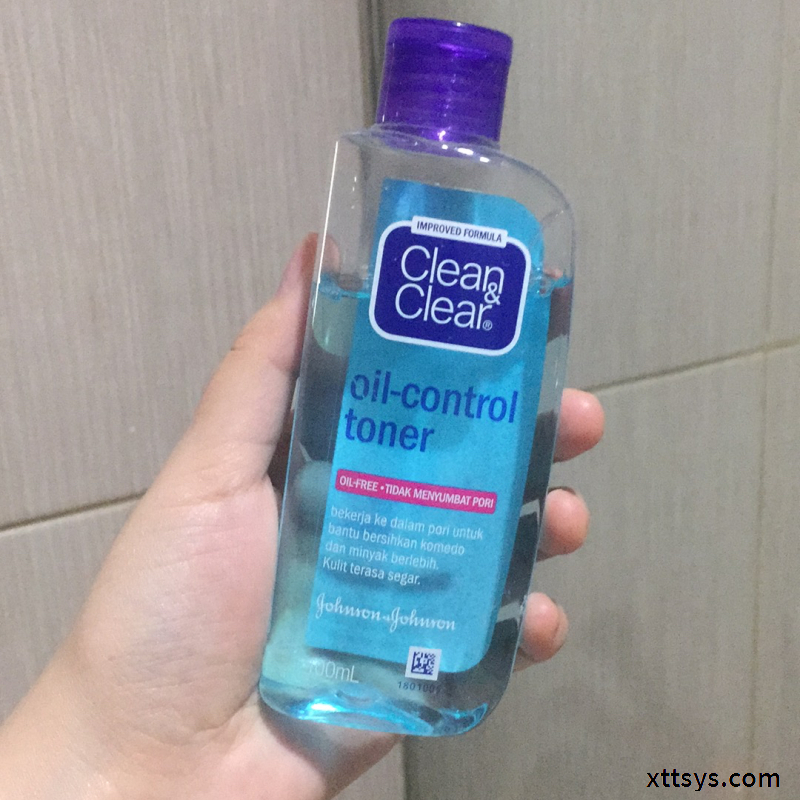 IMPROVED FORMULA
Clean
&
Clear®
oil-control
toner
OIL-FREE • TIDAK MENYUMBAT PORI
bekerja ke dalam pori untuk
bantu bersihkan komedo
dan minyak berlebih.
Kulit terasa segar.
Johnson+Johnson
xttsys.com